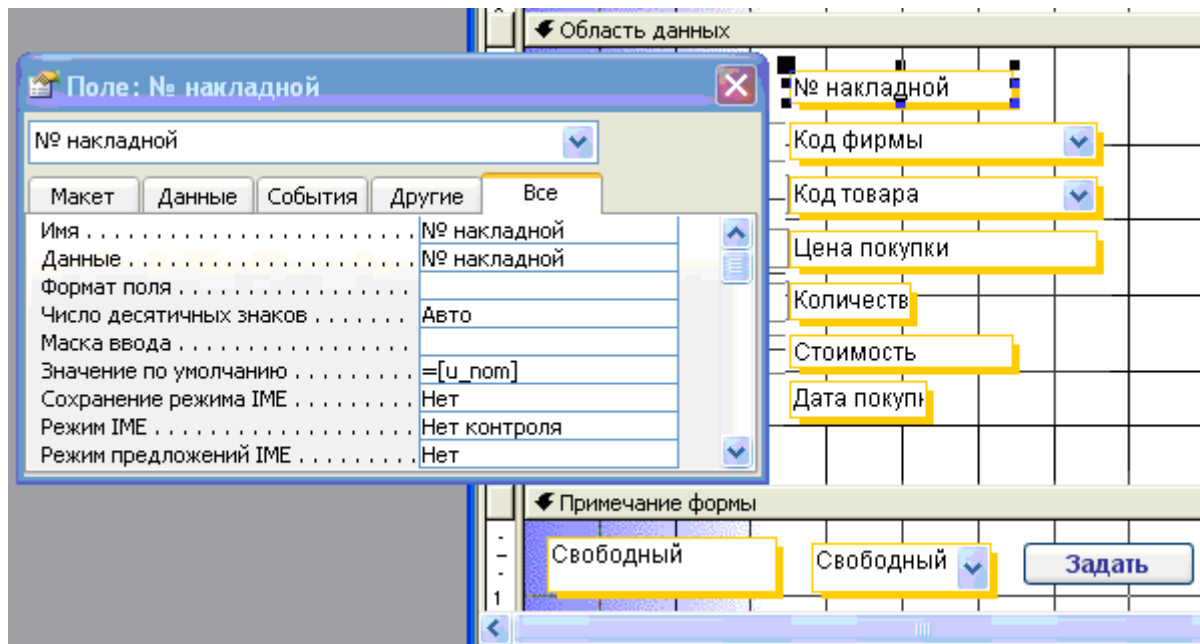 Область данных
Поле: № накладной
№ накладной
Макет Данные События Другие Все
Имя № накладной
Данные № накладной
Формат поля
Число десятичных знаков Авто
Маска ввода
Значение по умолчанию =[u_nom]
Сохранение режима IME Нет
Режим IME Нет контроля
Режим предложений IME Нет
№ накладной
Код фирмы
Код товара
Цена покупки
Количеств
Стоимость
Дата покуп
Примечание формы
Свободный Свободный Задать
1